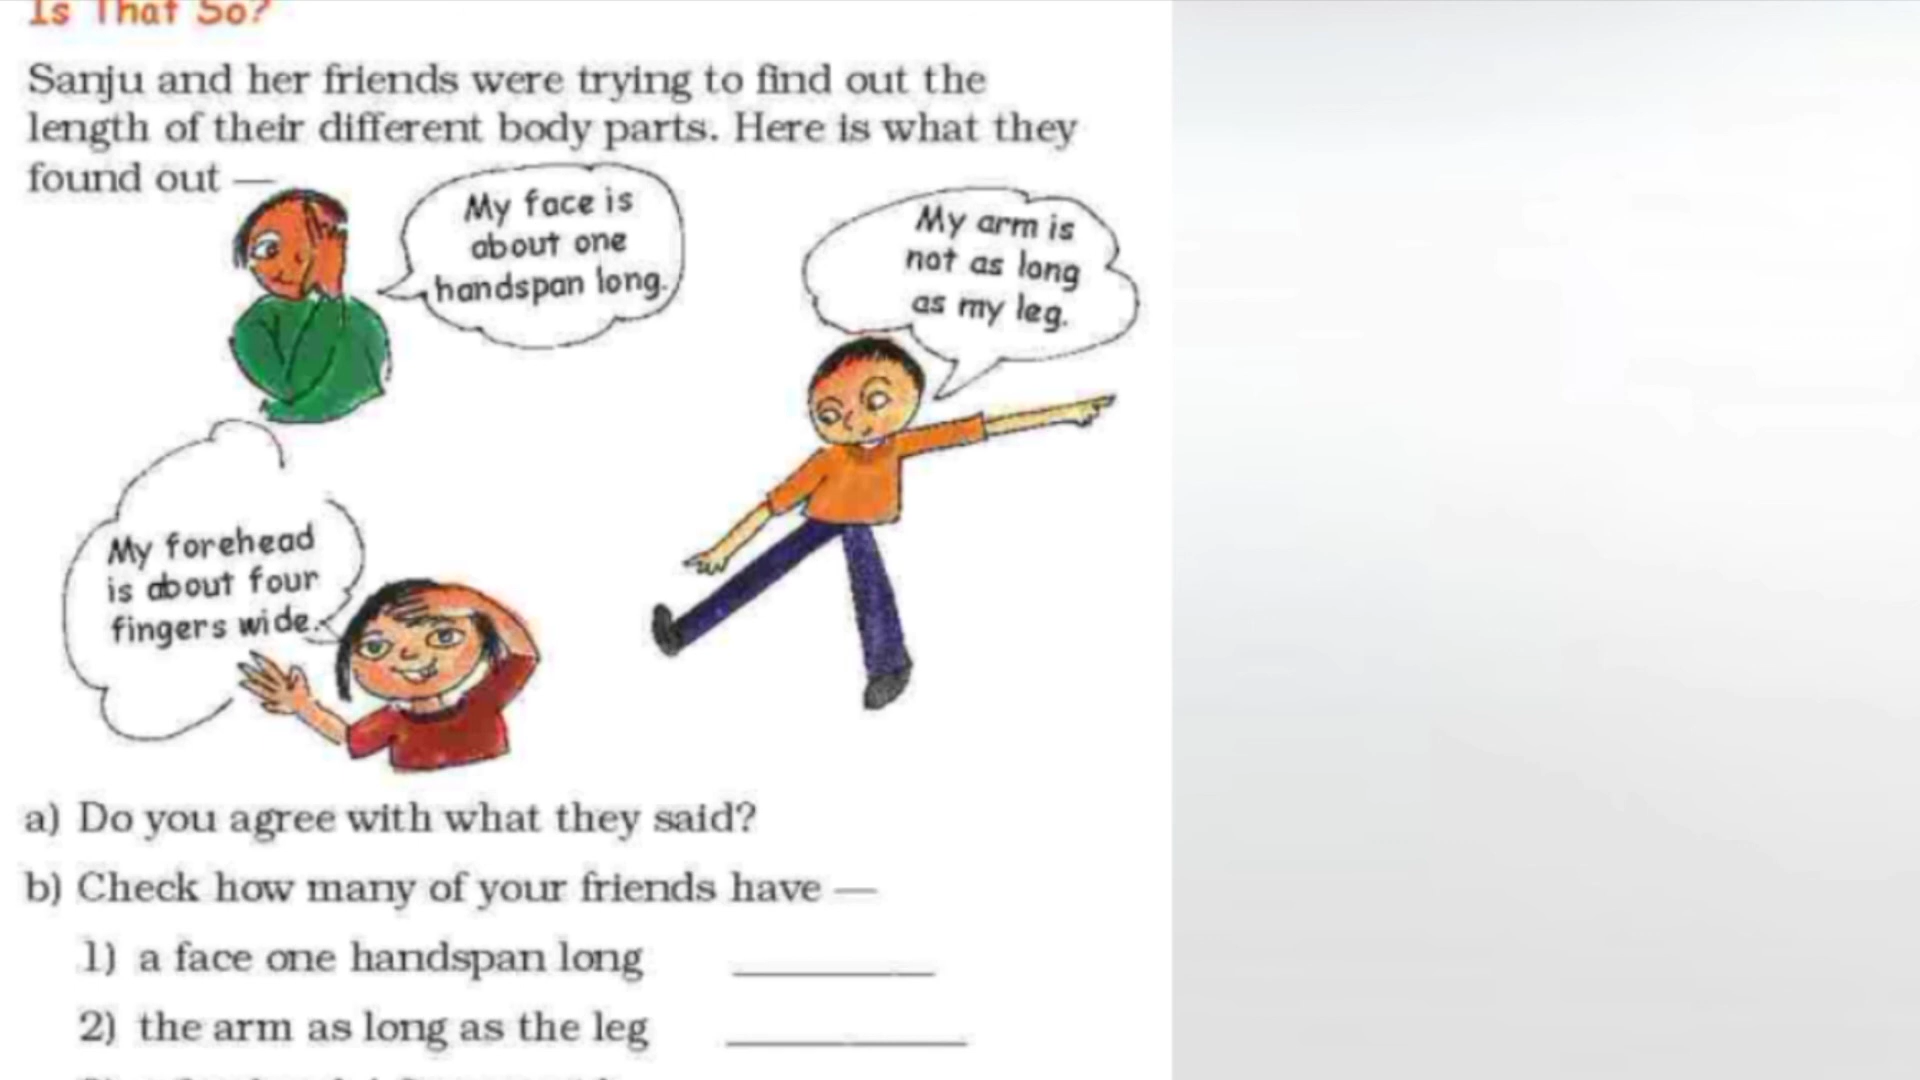 Is That So?
Sanju and her friends were trying to find out the
length of their different body parts. Here is what they
found out —
My face is
about one
handspan long.
My arm is
not as long
as my leg.
My forehead
is about four
fingers wide.
a) Do you agree with what they said?
b) Check how many of your friends have —
1) a face one handspan long
2) the arm as long as the leg